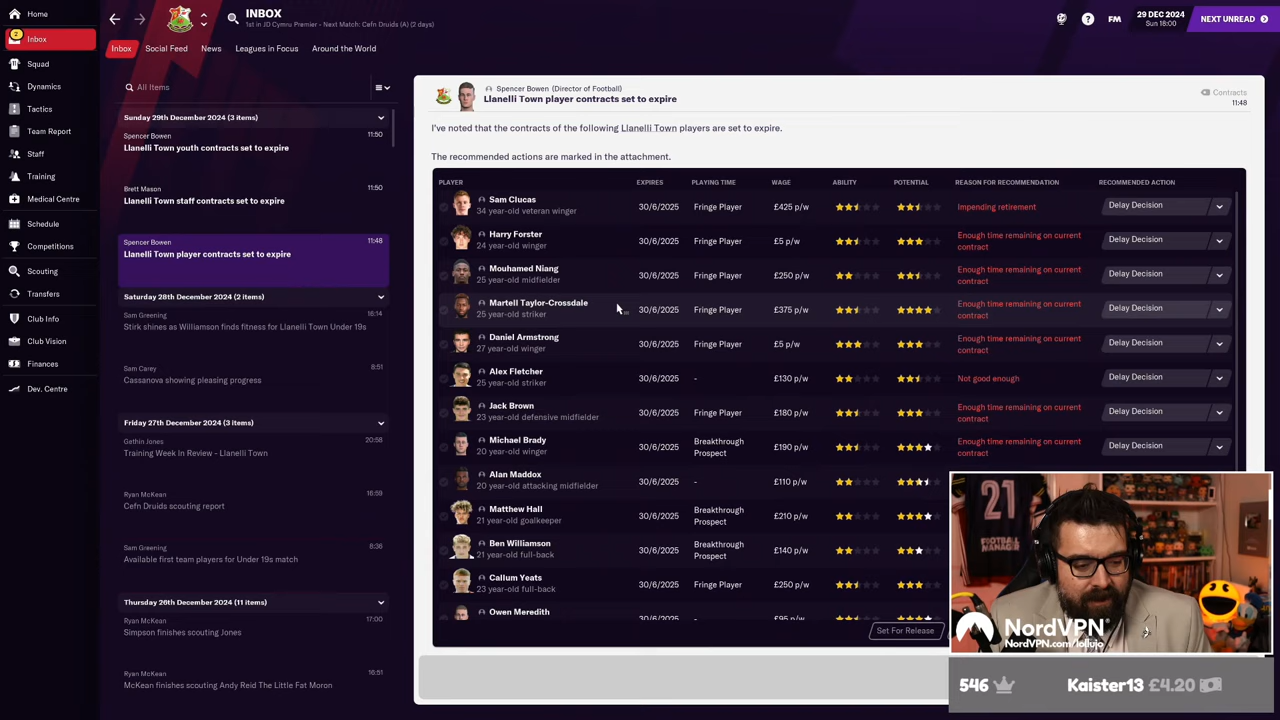 Home
2
Inbox
Squad
Dynamics
Tactics
Team Report
Staff
Training
Medical Centre
Schedule
Competitions
Scouting
Transfers
Club Info
Club Vision
Finances
Dev. Centre
INBOX
1st in JD Cymru Premier - Next Match: Cefn Druids (A) (2 days)
FM
29 DEC 2024
Sun 18:00
NEXT UNREAD
Inbox
Social Feed
News
Leagues in Focus
Around the World
All Items
Sunday 29th December 2024 (3 items)
Spencer Bowen 11:50
Llanelli Town youth contracts set to expire
Brett Mason 11:50
Llanelli Town staff contracts set to expire
Spencer Bowen 11:48
Llanelli Town player contracts set to expire
Saturday 28th December 2024 (2 items)
Sam Greening 16:14
Stirk shines as Williamson finds fitness for Llanelli Town Under 19s
Sam Carey 8:51
Cassanova showing pleasing progress
Friday 27th December 2024 (3 items)
Gathin Jones 20:58
Training Week In Review - Llanelli Town
Ryan McKean 16:59
Cefn Druids scouting report
Sam Greening 8:36
Available first team players for Under 19s match
Thursday 26th December 2024 (11 items)
Ryan McKean 17:00
Simpson finishes scouting Jones
Ryan McKean 16:51
McKean finishes scouting Andy Reid The Little Fat Moron
Spencer Bowen (Director of Football)
Llanelli Town player contracts set to expire
Contracts
11:48
I've noted that the contracts of the following Llanelli Town players are set to expire.
The recommended actions are marked in the attachment.
PLAYER EXPIRES PLAYING TIME WAGE ABILITY POTENTIAL REASON FOR RECOMMENDATION RECOMMENDED ACTION
Sam Clucas
34 year-old veteran winger
30/6/2025 Fringe Player £425 p/w Impending retirement Delay Decision
Harry Forster
24 year-old winger
30/6/2025 Fringe Player £5 p/w Enough time remaining on current
contract
Delay Decision
Mouhamed Niang
25 year-old midfielder
30/6/2025 Fringe Player £250 p/w Enough time remaining on current
contract
Delay Decision
Martell Taylor-Crossdale
25 year-old striker
30/6/2025 Fringe Player £375 p/w Enough time remaining on current
contract
Delay Decision
Daniel Armstrong
27 year-old winger
30/6/2025 Fringe Player £5 p/w Enough time remaining on current
contract
Delay Decision
Alex Fletcher
25 year-old striker
30/6/2025 - £130 p/w Not good enough Delay Decision
Jack Brown
23 year-old defensive midfielder
30/6/2025 Fringe Player £180 p/w Enough time remaining on current
contract
Delay Decision
Michael Brady
20 year-old winger
30/6/2025 Breakthrough
Prospect
£190 p/w Enough time remaining on current
contract
Delay Decision
Alan Maddox
20 year-old attacking midfielder
30/6/2025 - £110 p/w
Matthew Hall
21 year-old goalkeeper
30/6/2025 Breakthrough
Prospect
£210 p/w
Ben Williamson
21 year-old full-back
30/6/2025 Breakthrough
Prospect
£140 p/w
Callum Yeats
23 year-old full-back
30/6/2025 Fringe Player £250 p/w
Owen Meredith
30/6/2025 - £95 p/w
Set For Release
21
FOOTBALL
MANAGER
NordVPN®
NordVPN.com/lollujo
546
Kaister13 £4.20